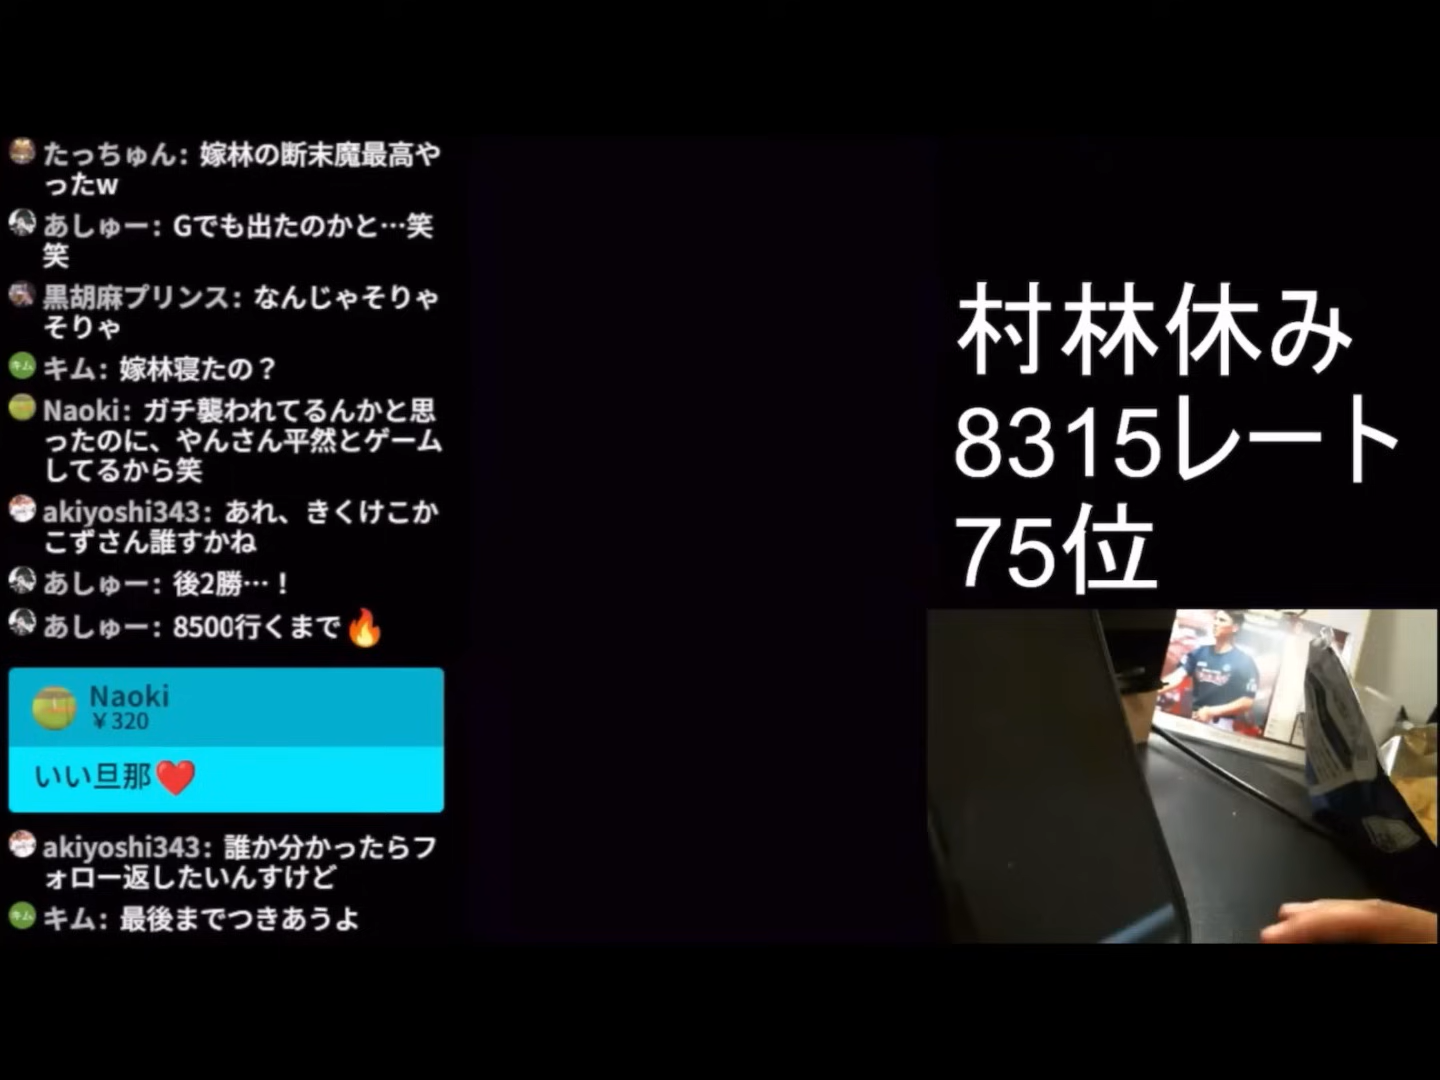 たっちゅん: 嫁林の断末魔最高や
ったw
あしゅー: Gでも出たのかと…笑
笑
黒胡麻プリンス: なんじゃそりゃ
そりゃ
キム: 嫁林寝たの？
Naoki: ガチ襲われてるんかと思
ったのに、やんさん平然とゲーム
してるから笑
akiyoshi343: あれ、きくけこか
こずさん誰すかね
あしゅー: 後2勝…！
あしゅー: 8500行くまで🔥
Naoki
￥320
いい旦那❤️
akiyoshi343: 誰か分かったらフ
ォロー返したいんすけど
キム: 最後までつきあうよ
村林休み
8315レート
75位